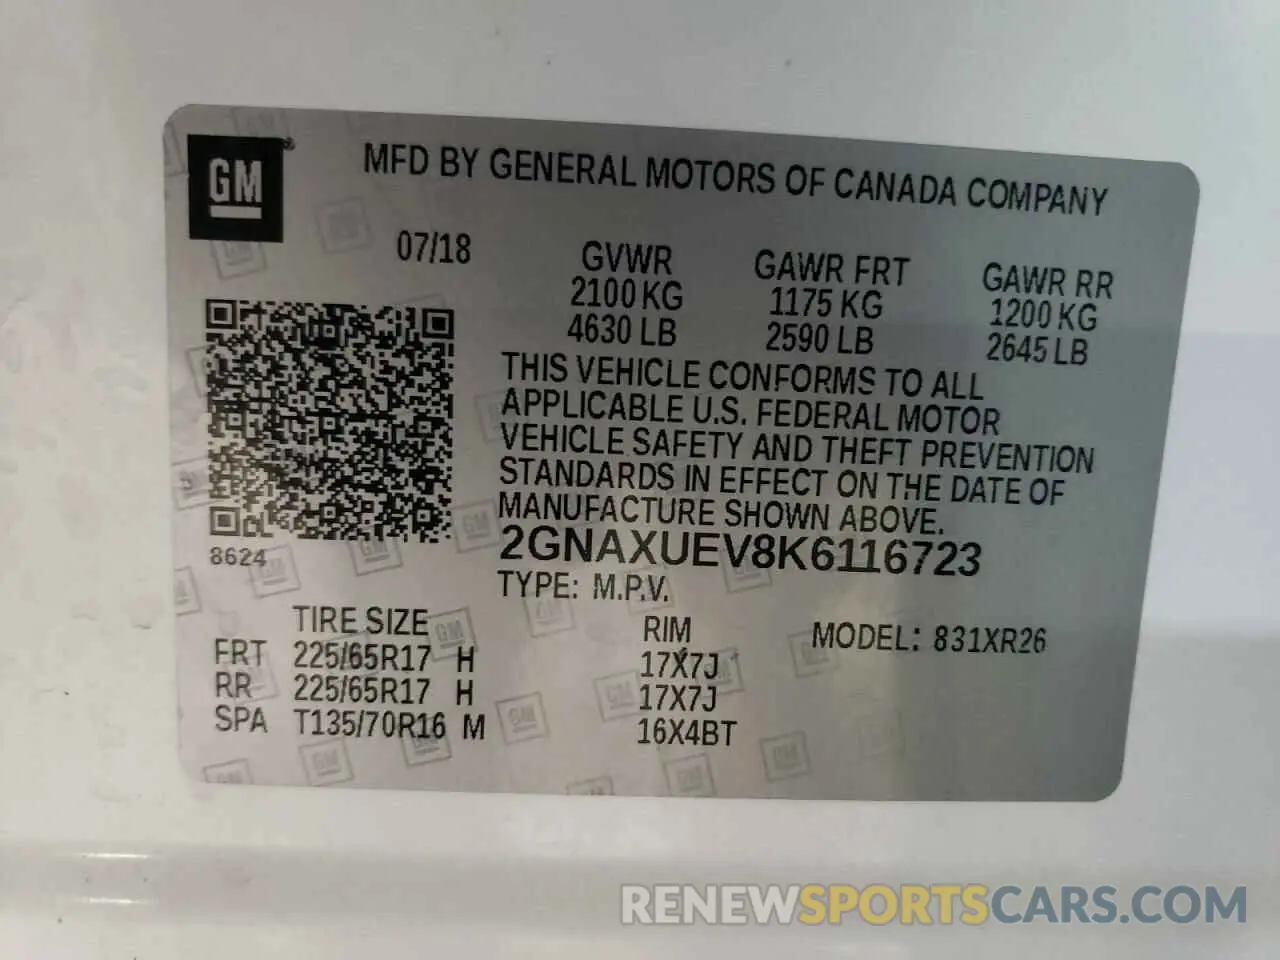 GM ®
MFD BY GENERAL MOTORS OF CANADA COMPANY
07/18
GVWR
2100 KG
4630 LB
GAWR FRT
1175 KG
2590 LB
GAWR RR
1200 KG
2645 LB
THIS VEHICLE CONFORMS TO ALL
APPLICABLE U.S. FEDERAL MOTOR
VEHICLE SAFETY AND THEFT PREVENTION
STANDARDS IN EFFECT ON THE DATE OF
MANUFACTURE SHOWN ABOVE.
8624
2GNAXUEV8K6116723
TYPE: M.P.V.
TIRE SIZE RIM MODEL: 831XR26
FRT 225/65R17 H 17X7J
RR 225/65R17 H 17X7J
SPA T135/70R16 M 16X4BT
RENEWSPORTSCARS.COM